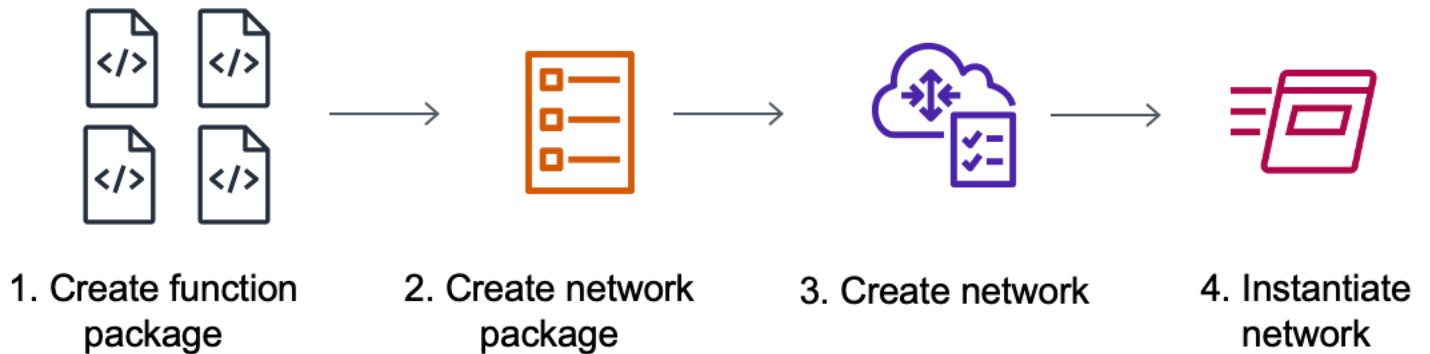 </>
</>
</>
</>
1. Create function
package
2. Create network
package
3. Create network
4. Instantiate
network